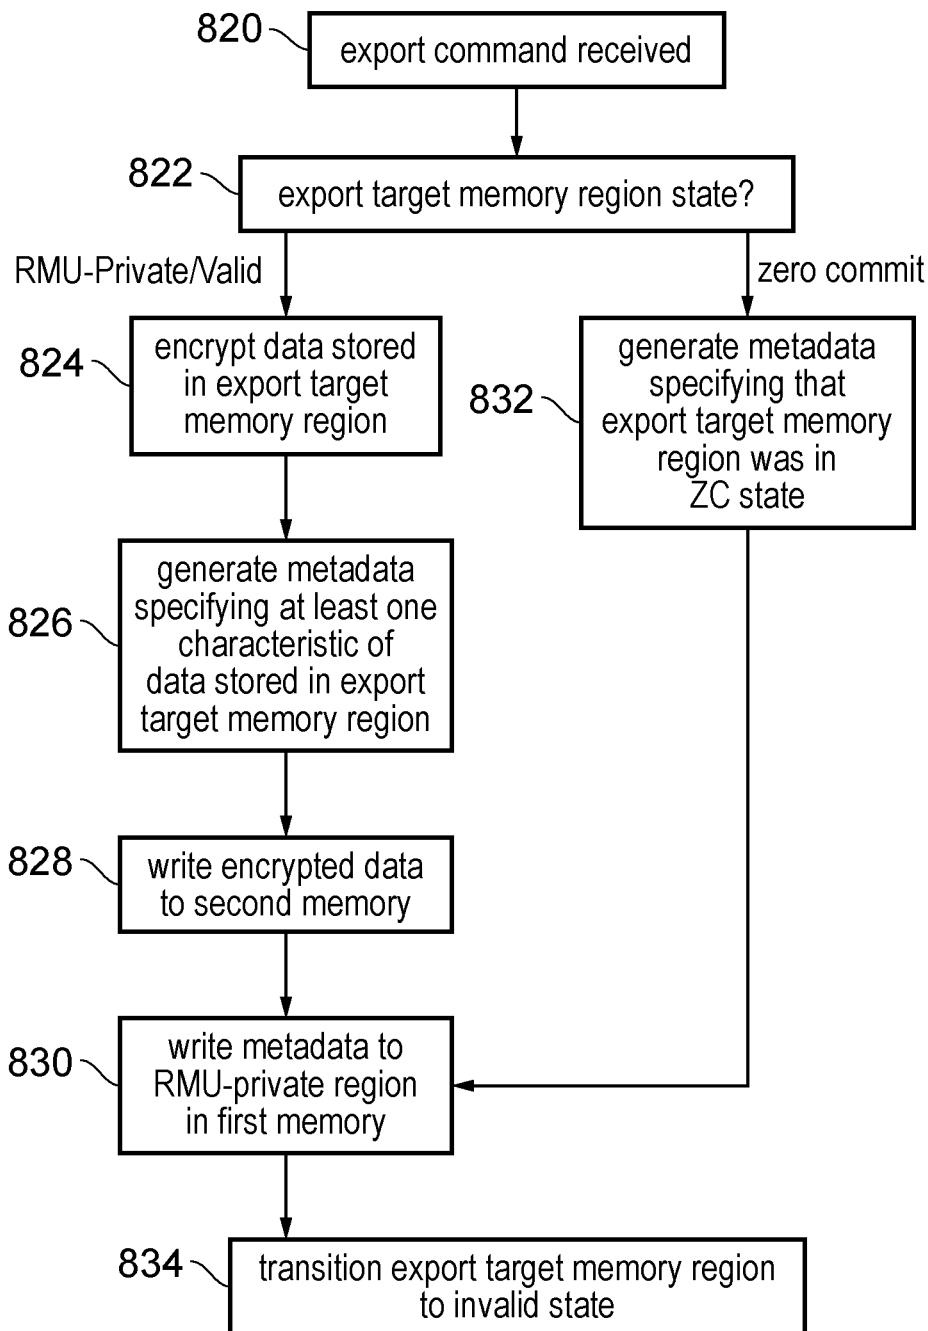 820
export command received
822
export target memory region state?
RMU-Private/Valid
zero commit
824
encrypt data stored
in export target
memory region
832
generate metadata
specifying that
export target memory
region was in
ZC state
826
generate metadata
specifying at least one
characteristic of
data stored in export
target memory region
828
write encrypted data
to second memory
830
write metadata to
RMU-private region
in first memory
834
transition export target memory region
to invalid state